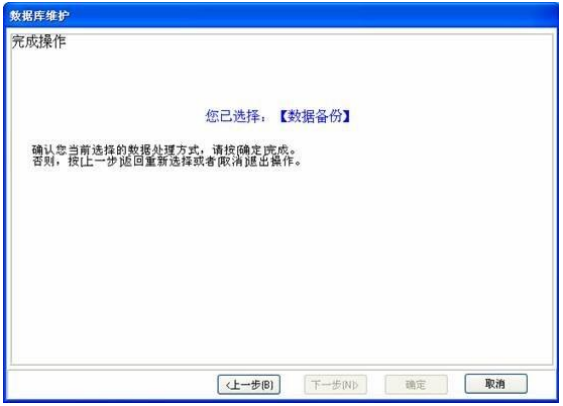 数据库维护
完成操作
您已选择：【数据备份】
确认您当前选择的数据处理方式，请按[确定]完成。
否则，按[上一步]返回重新选择或者[取消]退出操作。
<上一步(B)
下一步(N)>
确定
取消